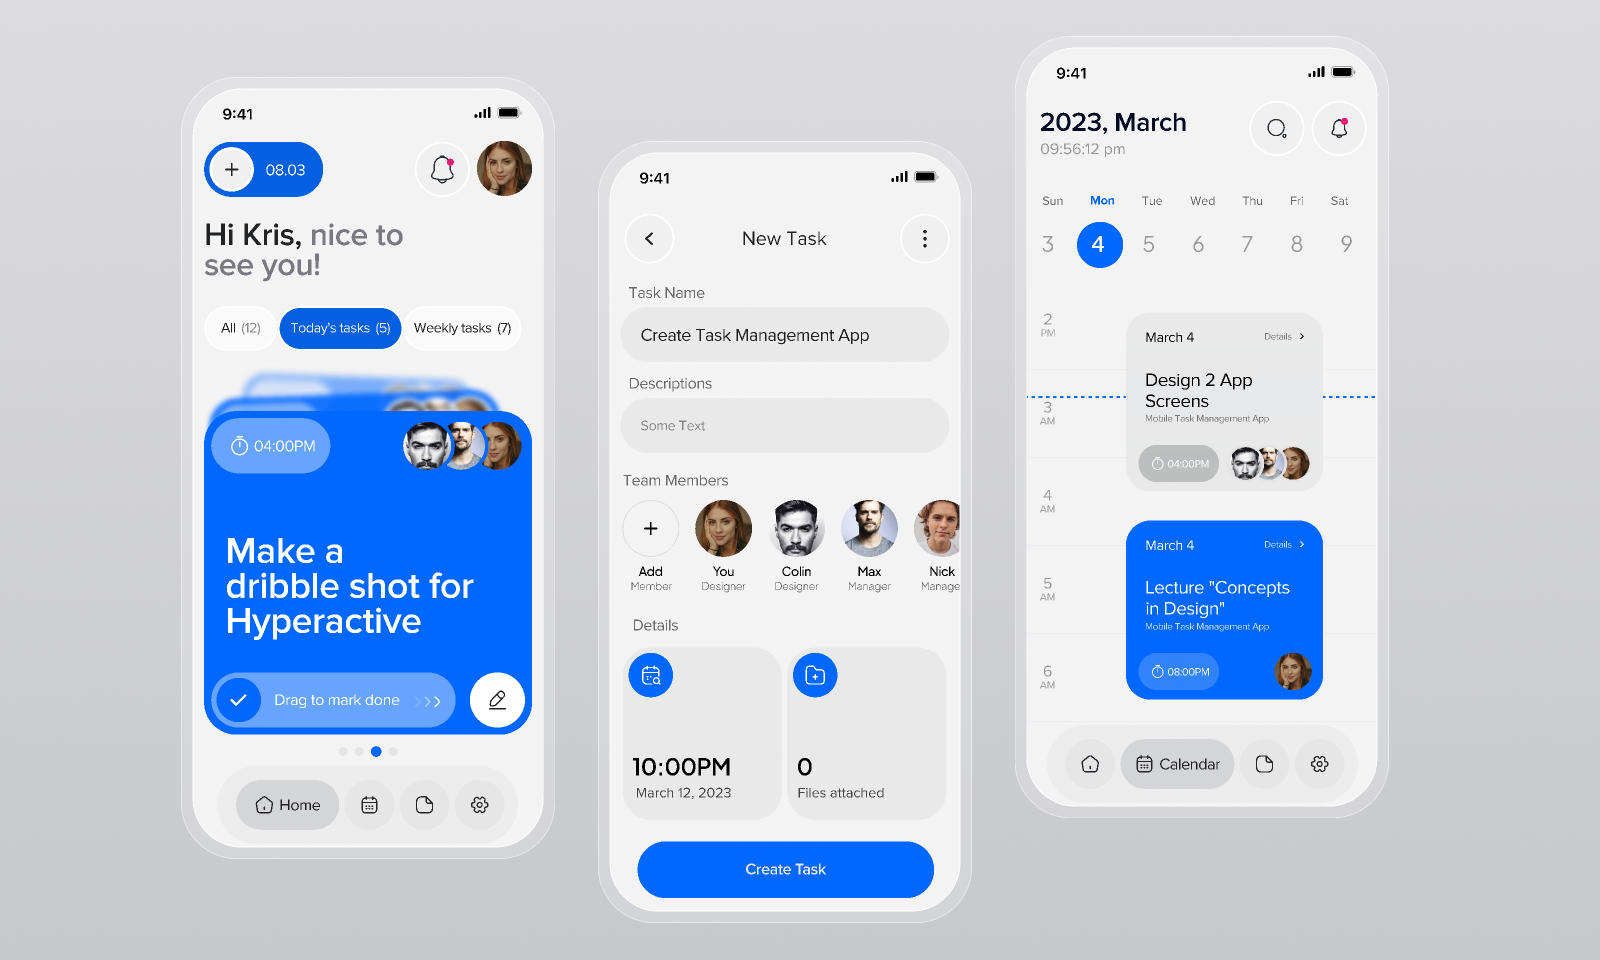 9:41
08.03
Hi Kris, nice to
see you!
All (12)
Today's tasks (5)
Weekly tasks (7)
04:00PM
Make a
dribble shot for
Hyperactive
Drag to mark done
Home
9:41
New Task
Task Name
Create Task Management App
Descriptions
Some Text
Team Members
Add
Member
You
Designer
Colin
Designer
Max
Manager
Nick
Manage
Details
10:00PM
March 12, 2023
0
Files attached
Create Task
9:41
2023, March
09:56:12 pm
Sun Mon Tue Wed Thu Fri Sat
3 4 5 6 7 8 9
2
PM
3
AM
4
AM
5
AM
6
AM
March 4
Details
Design 2 App
Screens
Mobile Task Management App
04:00PM
March 4
Details
Lecture "Concepts
in Design"
Mobile Task Management App
08:00PM
Calendar